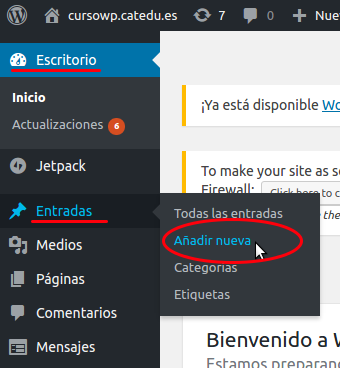 cursowp.catedu.es 7 0 Nue
Escritorio
Inicio
Actualizaciones 6
¡Ya está disponible Wo
Jetpack
To make your site as se
Firewall: Click here to c
the
Entradas
Todas las entradas
Añadir nueva
Medios
Categorías
Páginas
Etiquetas
Comentarios
Bienvenido a W
Mensajes
Estamos preparando